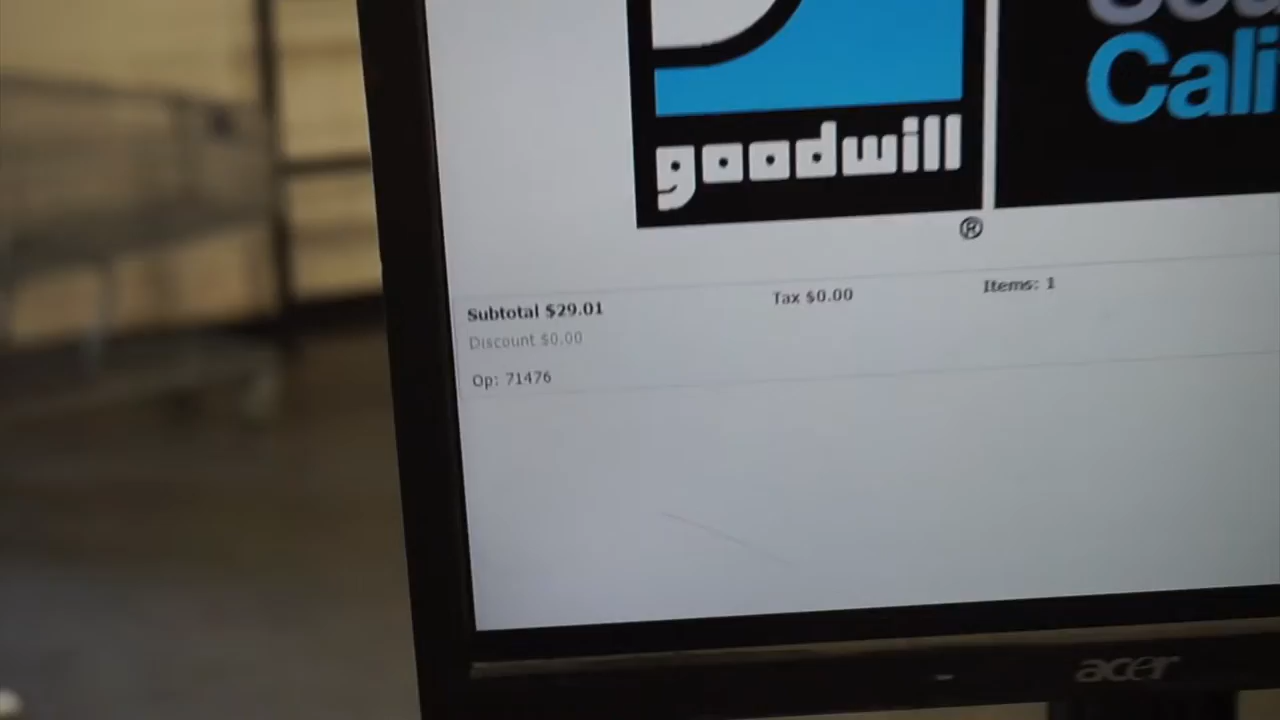 Cali
goodwill
®
Subtotal $29.01 Tax $0.00 Items: 1
Discount $0.00
Op: 71476
acer